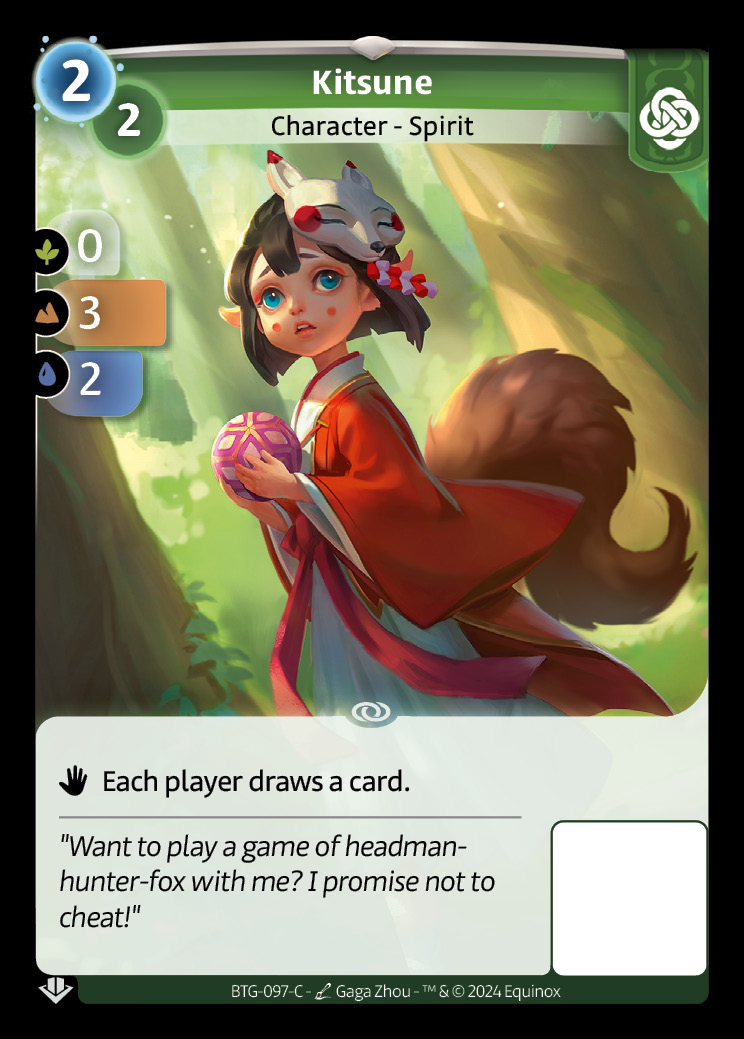 2
Kitsune
2
Character - Spirit
0
3
2
Each player draws a card.
"Want to play a game of headman-
hunter-fox with me? I promise not to
cheat!"
BTG-097-C - Gaga Zhou - ™ & © 2024 Equinox